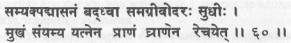 सम्यक्पद्मासनं बद्ध्वा समग्रीवोदरः सुधीः ।
मुखं संयम्य यत्नेन प्राणं घ्राणेन रेचयेत् ।। ६० ।।